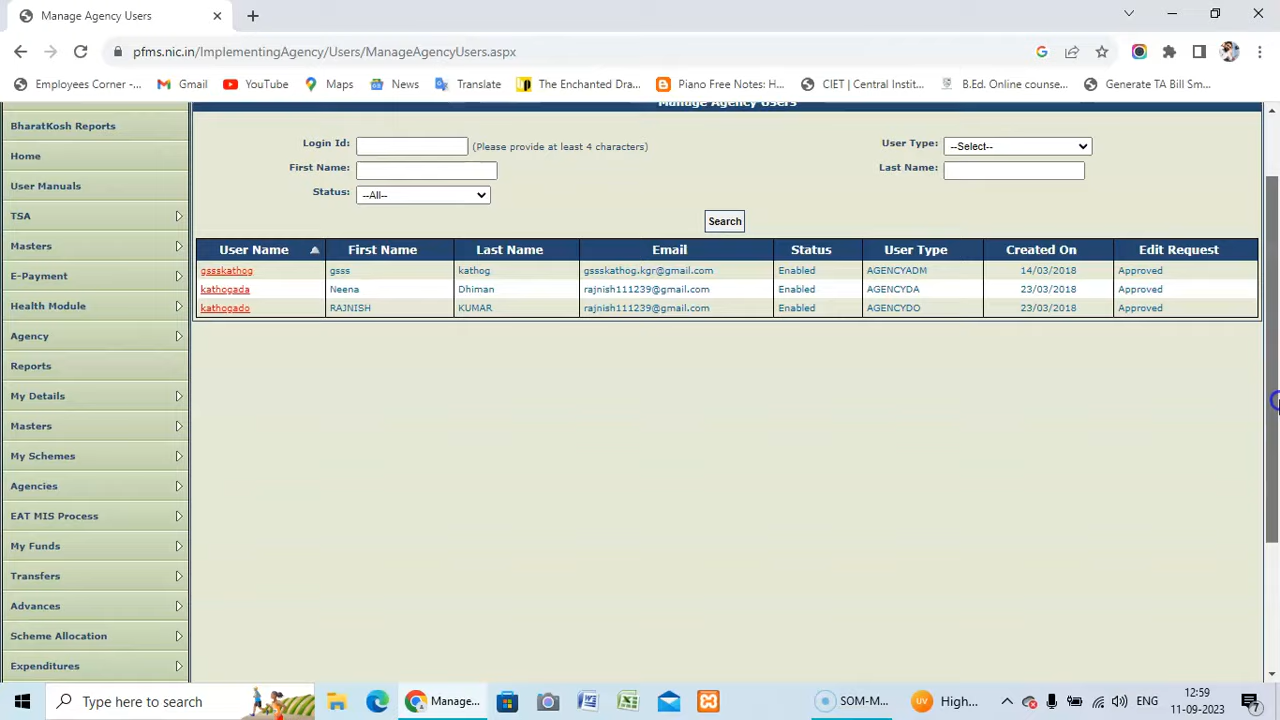 Manage Agency Users
pfms.nic.in/ImplementingAgency/Users/ManageAgencyUsers.aspx
Employees Corner -... Gmail YouTube Maps News Translate The Enchanted Dra... Piano Free Notes: H... CIET | Central Instit... B.Ed. Online counse... Generate TA Bill Sm...
Manage Agency Users
BharatKosh Reports
Home
User Manuals
TSA
Masters
E-Payment
Health Module
Agency
Reports
My Details
Masters
My Schemes
Agencies
EAT MIS Process
My Funds
Transfers
Advances
Scheme Allocation
Expenditures
Login Id: (Please provide at least 4 characters) User Type: --Select--
First Name: Last Name:
Status: --All--
Search
User Name First Name Last Name Email Status User Type Created On Edit Request
gssskathog gsss kathog gssskathog.kgr@gmail.com Enabled AGENCYADM 14/03/2018 Approved
kathogada Neena Dhiman rajnish111239@gmail.com Enabled AGENCYDA 23/03/2018 Approved
kathogado RAJNISH KUMAR rajnish111239@gmail.com Enabled AGENCYDO 23/03/2018 Approved
Type here to search Manage... SOM-M... UV High... ENG 12:59
11-09-2023 7